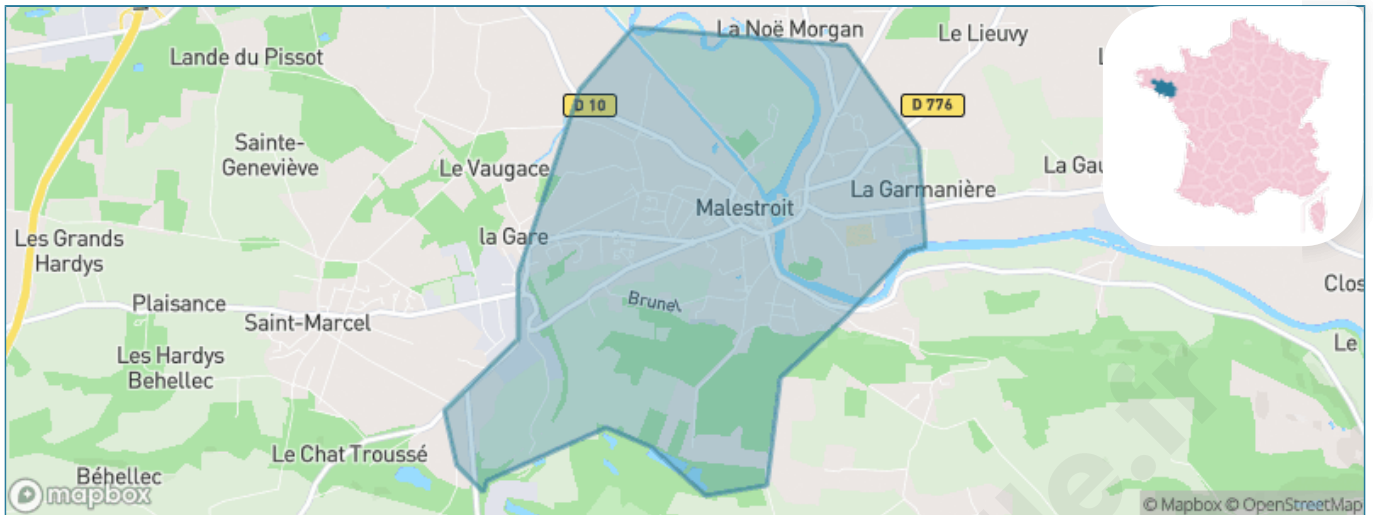 La Noë Morgan
Le Lieuvy
Lande du Pissot
D 10
D 776
Sainte-
Geneviève
Le Vaugace
La Gau
La Garmanière
Malestroit
Les Grands
Hardys
la Gare
Clos
Plaisance
Brunel
Saint-Marcel
Le
Les Hardys
Behellec
Le Chat Troussé
Béhellec
mapbox
© Mapbox © OpenStreetMap